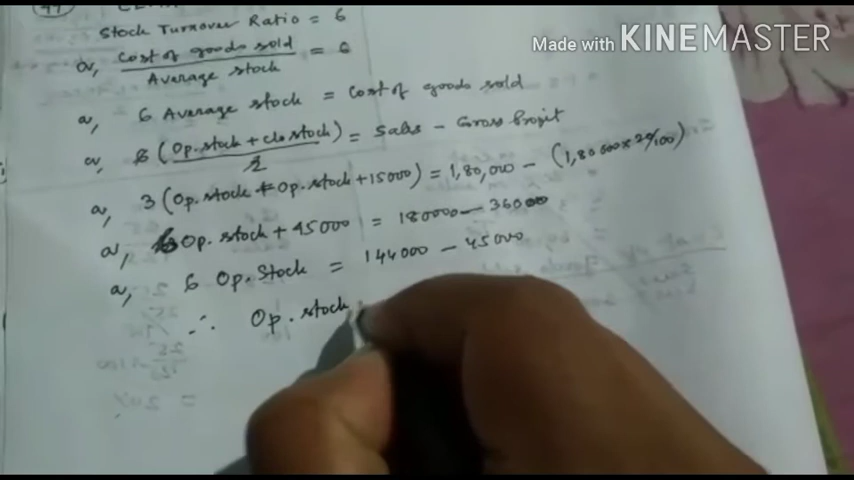 Made with KINEMASTER
Stock Turnover Ratio = 6
or, Cost of goods sold / Average stock = 6
or, 6 Average stock = Cost of goods sold
or, 6 (Op. stock + clo stock) / 2 = Sales - Gross Profit
or, 3 (Op. stock + Op. stock + 15000) = 1,80,000 - (1,80000 x 20/100)
or, 6 Op. stock + 45000 = 180000 - 36000
or, 6 Op. Stock = 144000 - 45000
∴ Op. stock